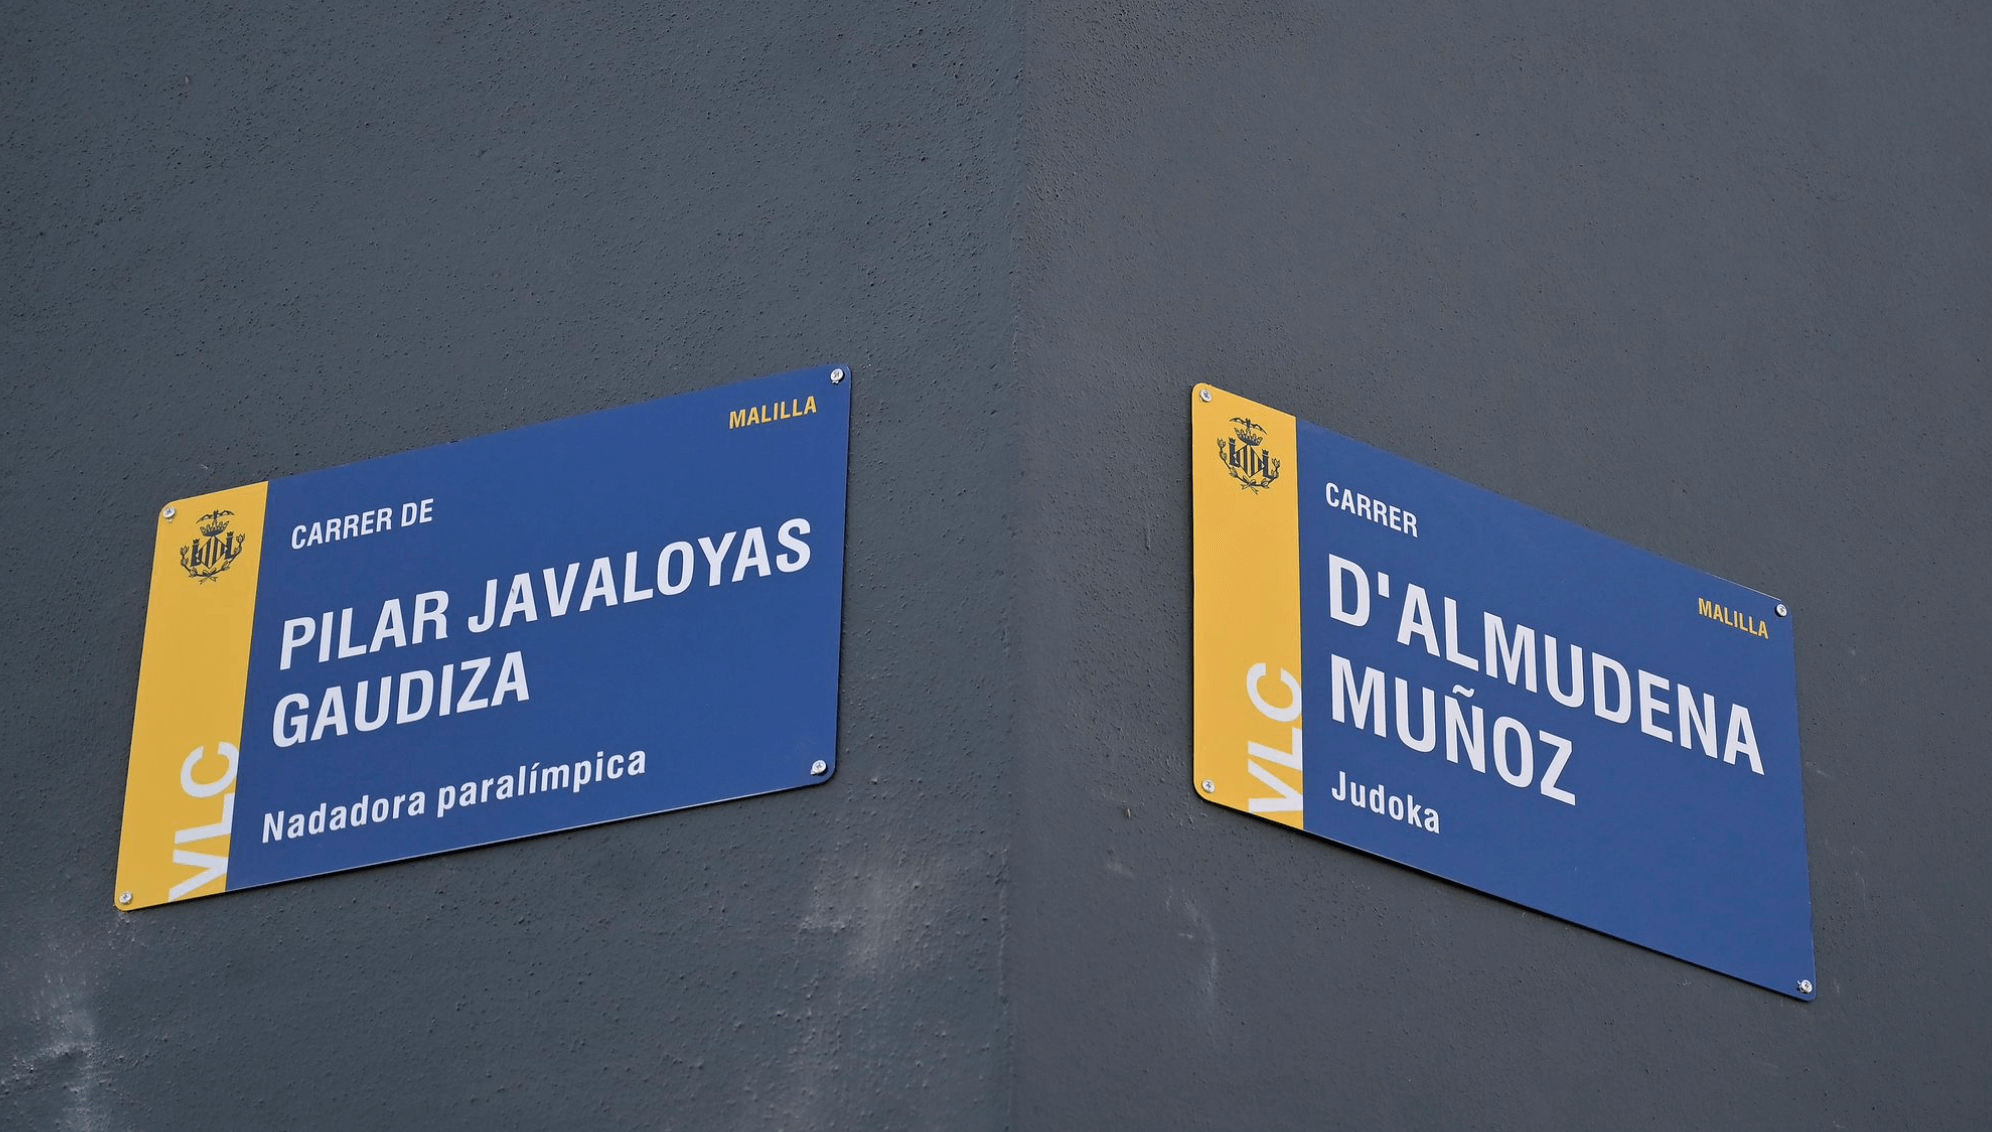 MALILLA
CARRER DE
PILAR JAVALOYAS
GAUDIZA
Nadadora paralímpica
VLC
CARRER
MALILLA
D'ALMUDENA
MUÑOZ
Judoka
VLC